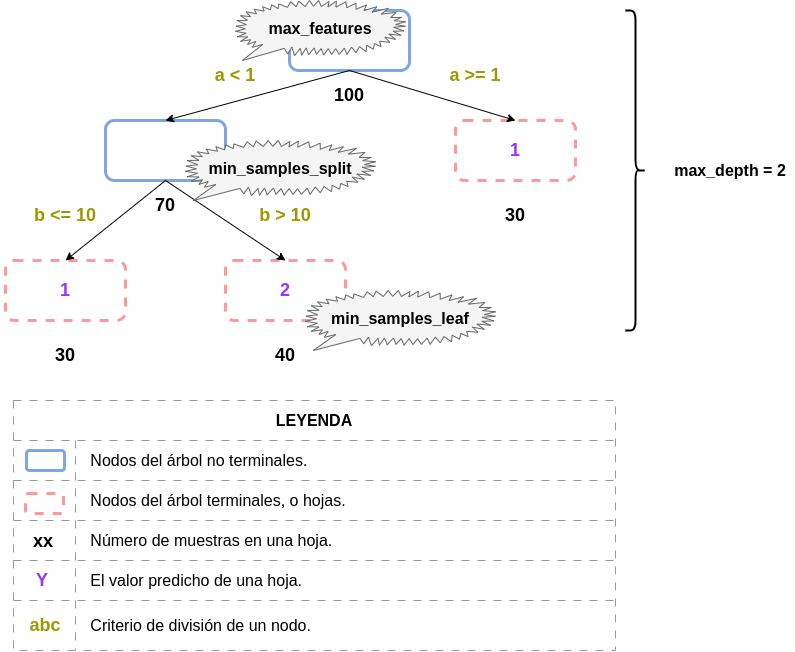 max_features
a < 1
a >= 1
100
min_samples_split
1
max_depth = 2
70
30
b <= 10
b > 10
1
2
min_samples_leaf
30
40
LEYENDA
Nodos del árbol no terminales.
Nodos del árbol terminales, o hojas.
xx Número de muestras en una hoja.
Y El valor predicho de una hoja.
abc Criterio de división de un nodo.